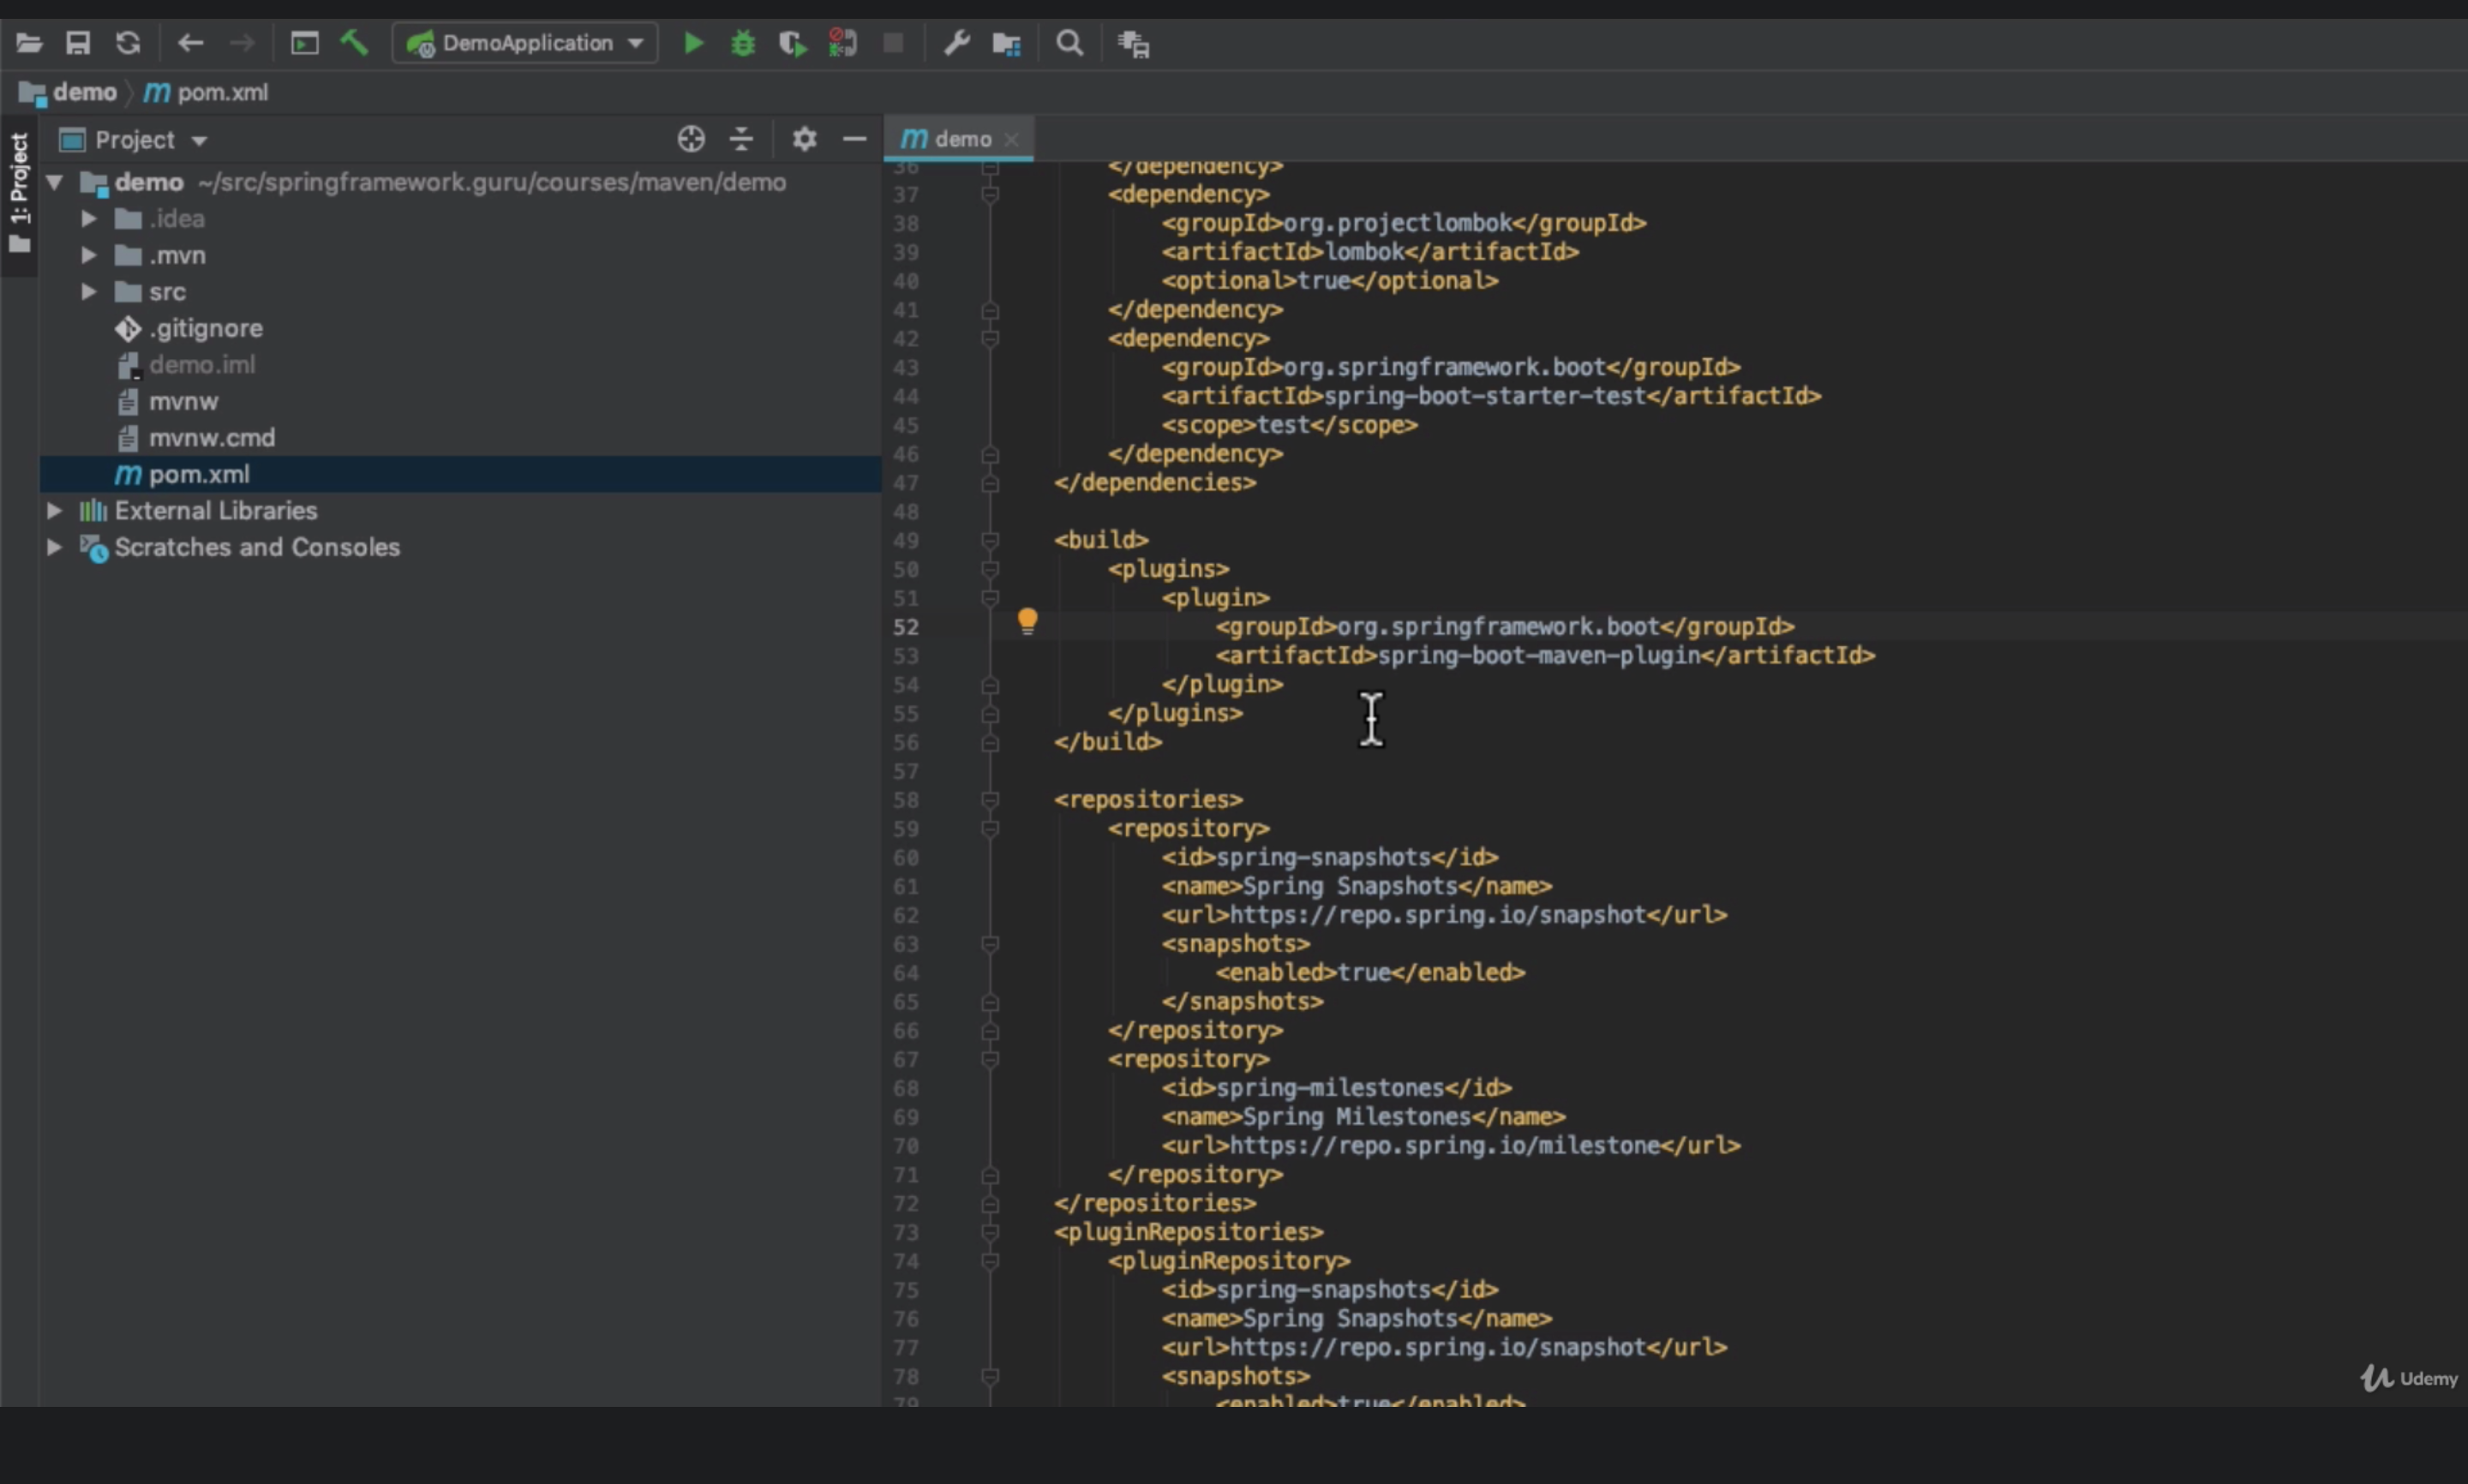 DemoApplication
demo
pom.xml
1: Project
Project
demo ~/src/springframework.guru/courses/maven/demo
.idea
.mvn
src
.gitignore
demo.iml
mvnw
mvnw.cmd
pom.xml
External Libraries
Scratches and Consoles
demo
36 </dependency>
37 <dependency>
38 <groupId>org.projectlombok</groupId>
39 <artifactId>lombok</artifactId>
40 <optional>true</optional>
41 </dependency>
42 <dependency>
43 <groupId>org.springframework.boot</groupId>
44 <artifactId>spring-boot-starter-test</artifactId>
45 <scope>test</scope>
46 </dependency>
47 </dependencies>
48
49 <build>
50 <plugins>
51 <plugin>
52 <groupId>org.springframework.boot</groupId>
53 <artifactId>spring-boot-maven-plugin</artifactId>
54 </plugin>
55 </plugins>
56 </build>
57
58 <repositories>
59 <repository>
60 <id>spring-snapshots</id>
61 <name>Spring Snapshots</name>
62 <url>https://repo.spring.io/snapshot</url>
63 <snapshots>
64 <enabled>true</enabled>
65 </snapshots>
66 </repository>
67 <repository>
68 <id>spring-milestones</id>
69 <name>Spring Milestones</name>
70 <url>https://repo.spring.io/milestone</url>
71 </repository>
72 </repositories>
73 <pluginRepositories>
74 <pluginRepository>
75 <id>spring-snapshots</id>
76 <name>Spring Snapshots</name>
77 <url>https://repo.spring.io/snapshot</url>
78 <snapshots>
79 <enabled>true</enabled>
Udemy